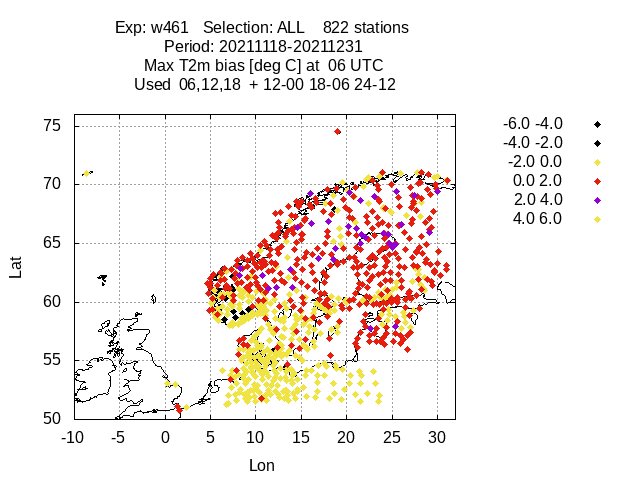 Exp: w461 Selection: ALL 822 stations
Period: 20211118-20211231
Max T2m bias [deg C] at 06 UTC
Used 06,12,18 + 12-00 18-06 24-12
-6.0 -4.0
-4.0 -2.0
-2.0 0.0
0.0 2.0
2.0 4.0
4.0 6.0
75
70
65
60
55
50
Lat
-10 -5 0 5 10 15 20 25 30
Lon